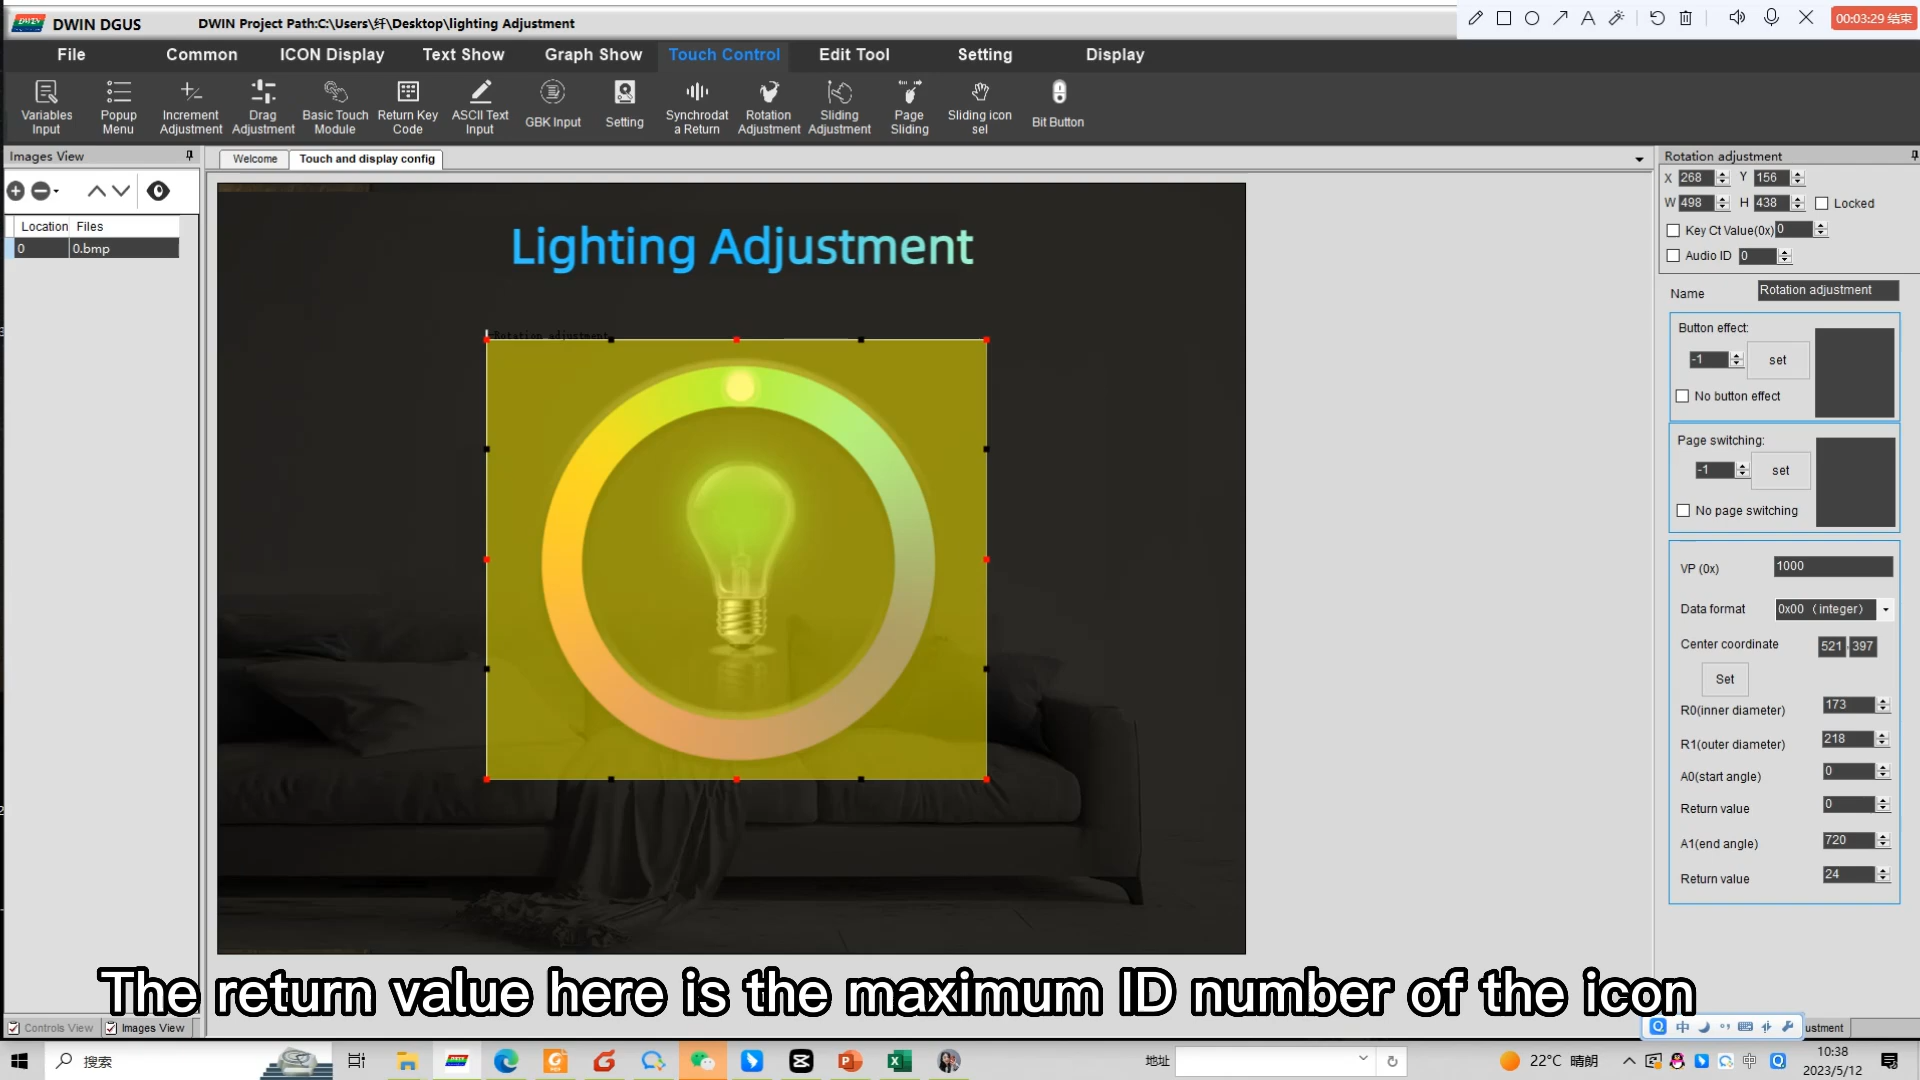 DWIN DGUS DWIN Project Path:C:\Users\纤\Desktop\lighting Adjustment
00:03:29 结束
File Common ICON Display Text Show Graph Show Touch Control Edit Tool Setting Display
Variables Input
Popup Menu
Increment Adjustment
Drag Adjustment
Basic Touch Module
Return Key Code
ASCII Text Input
GBK Input
Setting
Synchrodat a Return
Rotation Adjustment
Sliding Adjustment
Page Sliding
Sliding icon sel
Bit Button
Images View
Welcome Touch and display config
Location Files
0 0.bmp
Lighting Adjustment
Rotation adjustment
Rotation adjustment
X 268 Y 156
W 498 H 438 Locked
Key Ct Value(0x) 0
Audio ID 0
Name Rotation adjustment
Button effect:
-1 set
No button effect
Page switching:
-1 set
No page switching
VP (0x) 1000
Data format 0x00 （integer）
Center coordinate 521 397
Set
R0(inner diameter) 173
R1(outer diameter) 218
A0(start angle) 0
Return value 0
A1(end angle) 720
Return value 24
The return value here is the maximum ID number of the icon
Controls View Images View
中
ustment
搜索
地址
22°C 晴朗
中
10:38
2023/5/12